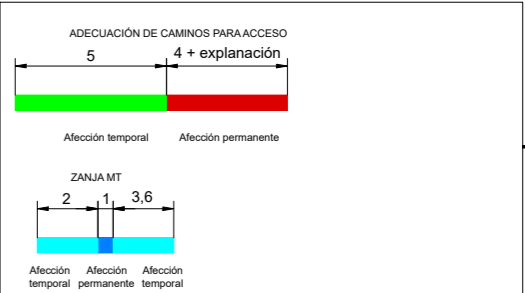 ADECUACIÓN DE CAMINOS PARA ACCESO
5 4 + explanación
Afección temporal Afección permanente
ZANJA MT
2 1 3,6
Afección Afección Afección
temporal permanente temporal